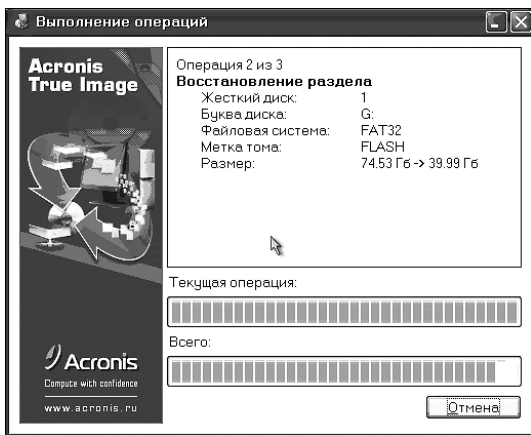 Выполнение операций
Acronis
True Image
Операция 2 из 3
Восстановление раздела
Жесткий диск: 1
Буква диска: G:
Файловая система: FAT32
Метка тома: FLASH
Размер: 74.53 Гб -> 39.99 Гб
Текущая операция:
Всего:
Acronis
Compute with confidence
www.acronis.ru
Отмена